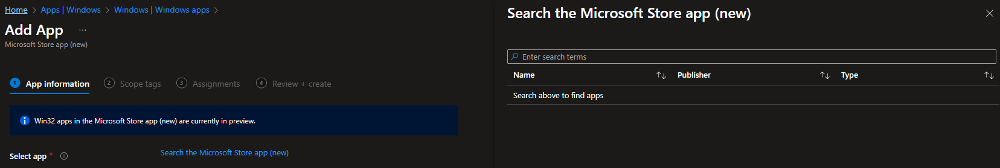 Home > Apps | Windows > Windows | Windows apps >
Add App ...
Microsoft Store app (new)
1 App information 2 Scope tags 3 Assignments 4 Review + create
Win32 apps in the Microsoft Store app (new) are currently in preview.
Select app * Search the Microsoft Store app (new)
Search the Microsoft Store app (new)
Enter search terms
Name Publisher Type
Search above to find apps